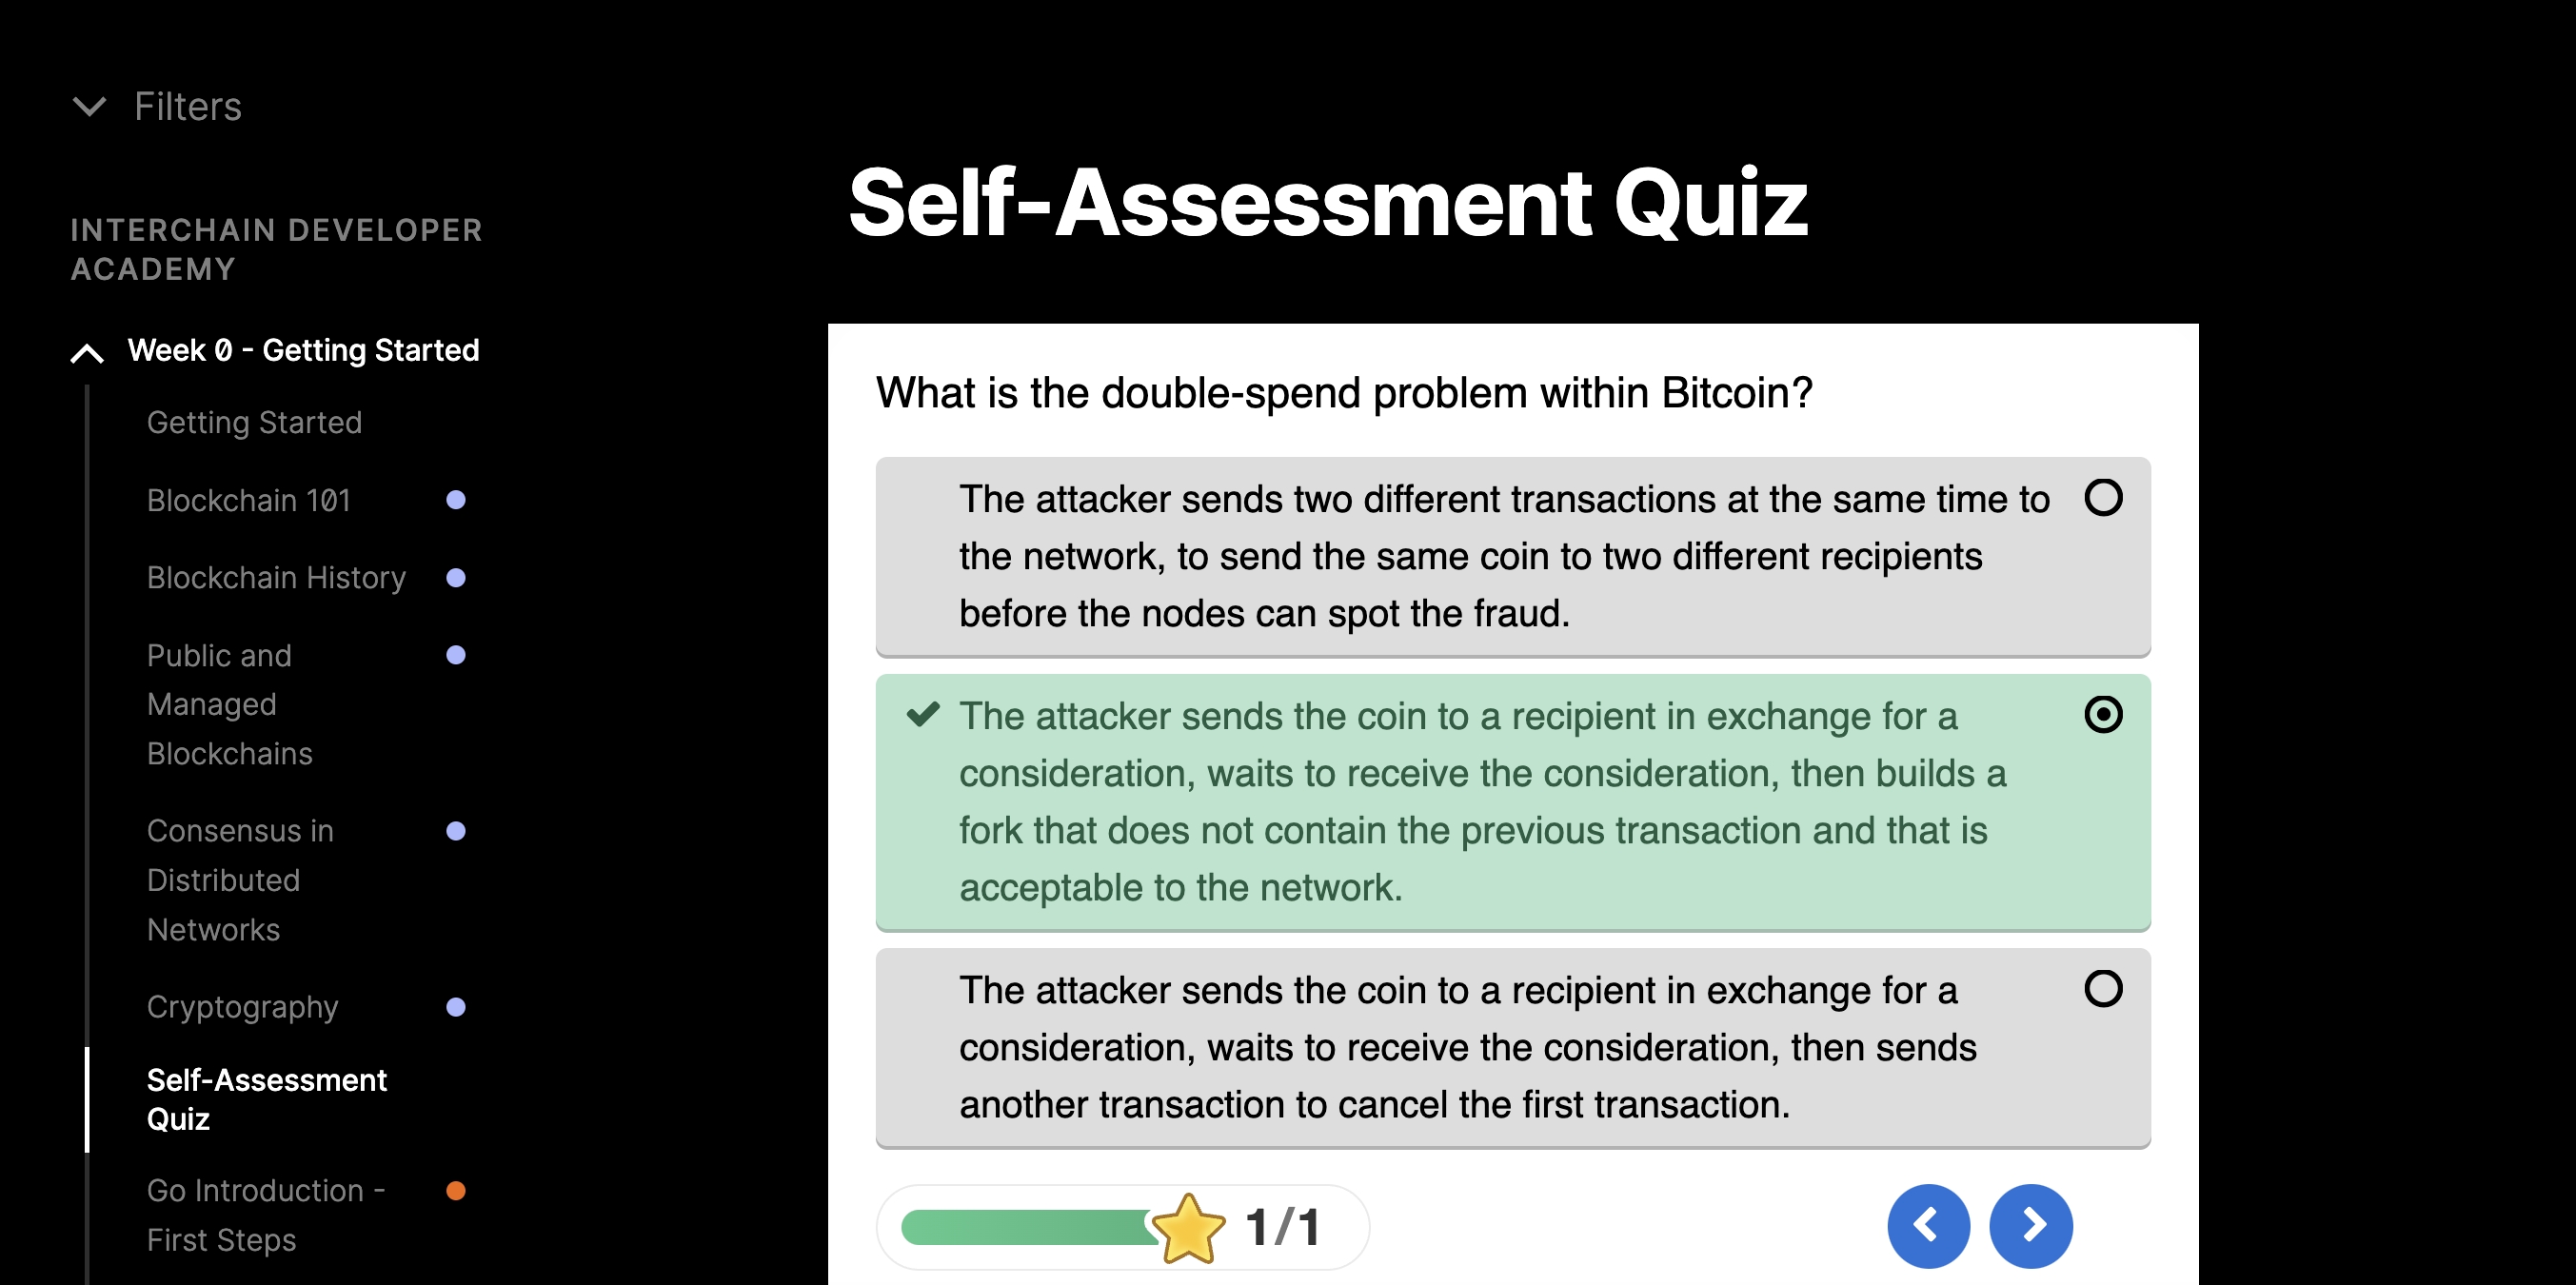 Filters
INTERCHAIN DEVELOPER
ACADEMY
Week 0 - Getting Started
Getting Started
Blockchain 101
Blockchain History
Public and
Managed
Blockchains
Consensus in
Distributed
Networks
Cryptography
Self-Assessment
Quiz
Go Introduction -
First Steps
Self-Assessment Quiz
What is the double-spend problem within Bitcoin?
The attacker sends two different transactions at the same time to
the network, to send the same coin to two different recipients
before the nodes can spot the fraud.
The attacker sends the coin to a recipient in exchange for a
consideration, waits to receive the consideration, then builds a
fork that does not contain the previous transaction and that is
acceptable to the network.
The attacker sends the coin to a recipient in exchange for a
consideration, waits to receive the consideration, then sends
another transaction to cancel the first transaction.
1/1